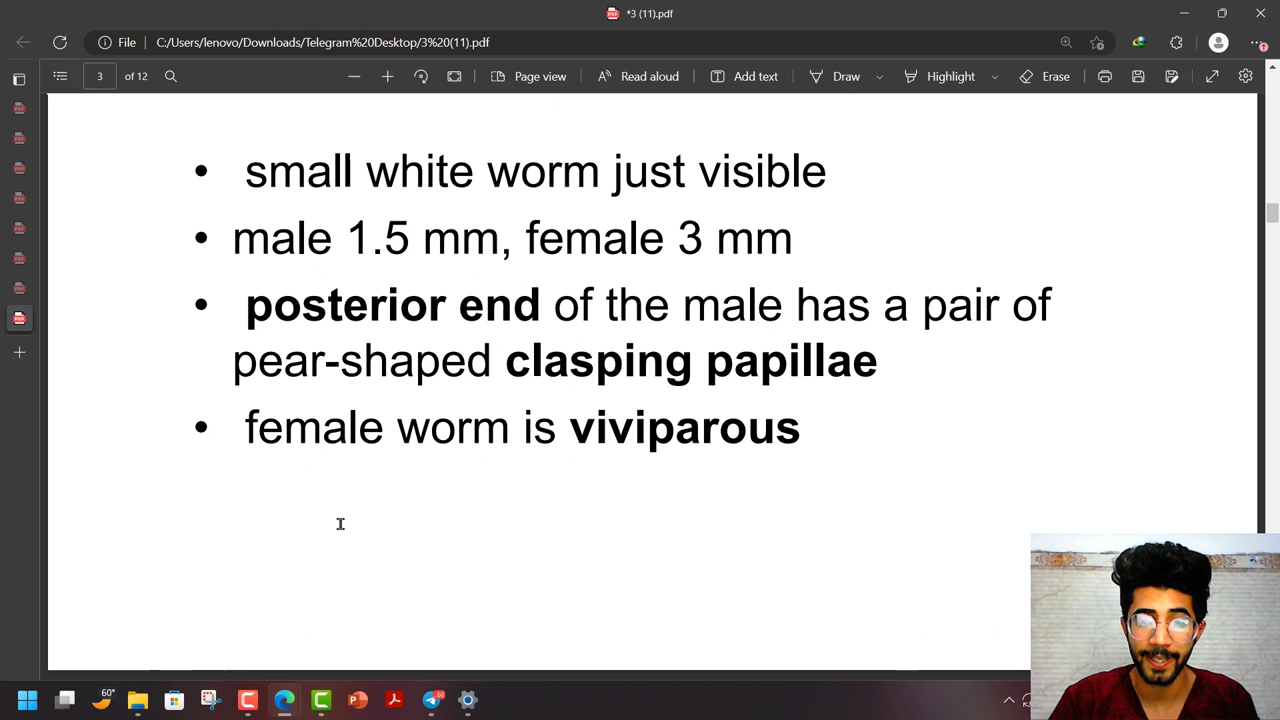 *3 (11).pdf
File
C:/Users/lenovo/Downloads/Telegram%20Desktop/3%20(11).pdf
3 of 12
Page view
Read aloud
Add text
Draw
Highlight
Erase
• small white worm just visible
• male 1.5 mm, female 3 mm
• posterior end of the male has a pair of
pear-shaped clasping papillae
• female worm is viviparous
60°
66